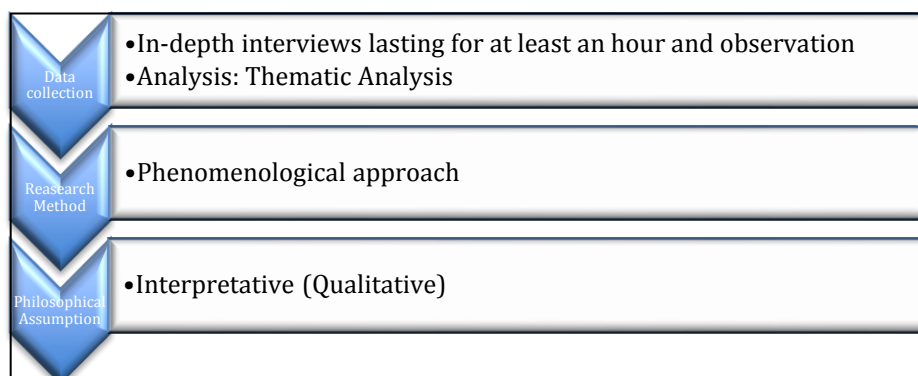 Data
collection
•In-depth interviews lasting for at least an hour and observation
•Analysis: Thematic Analysis
Reasearch
Method
•Phenomenological approach
Philosophical
Assumption
•Interpretative (Qualitative)